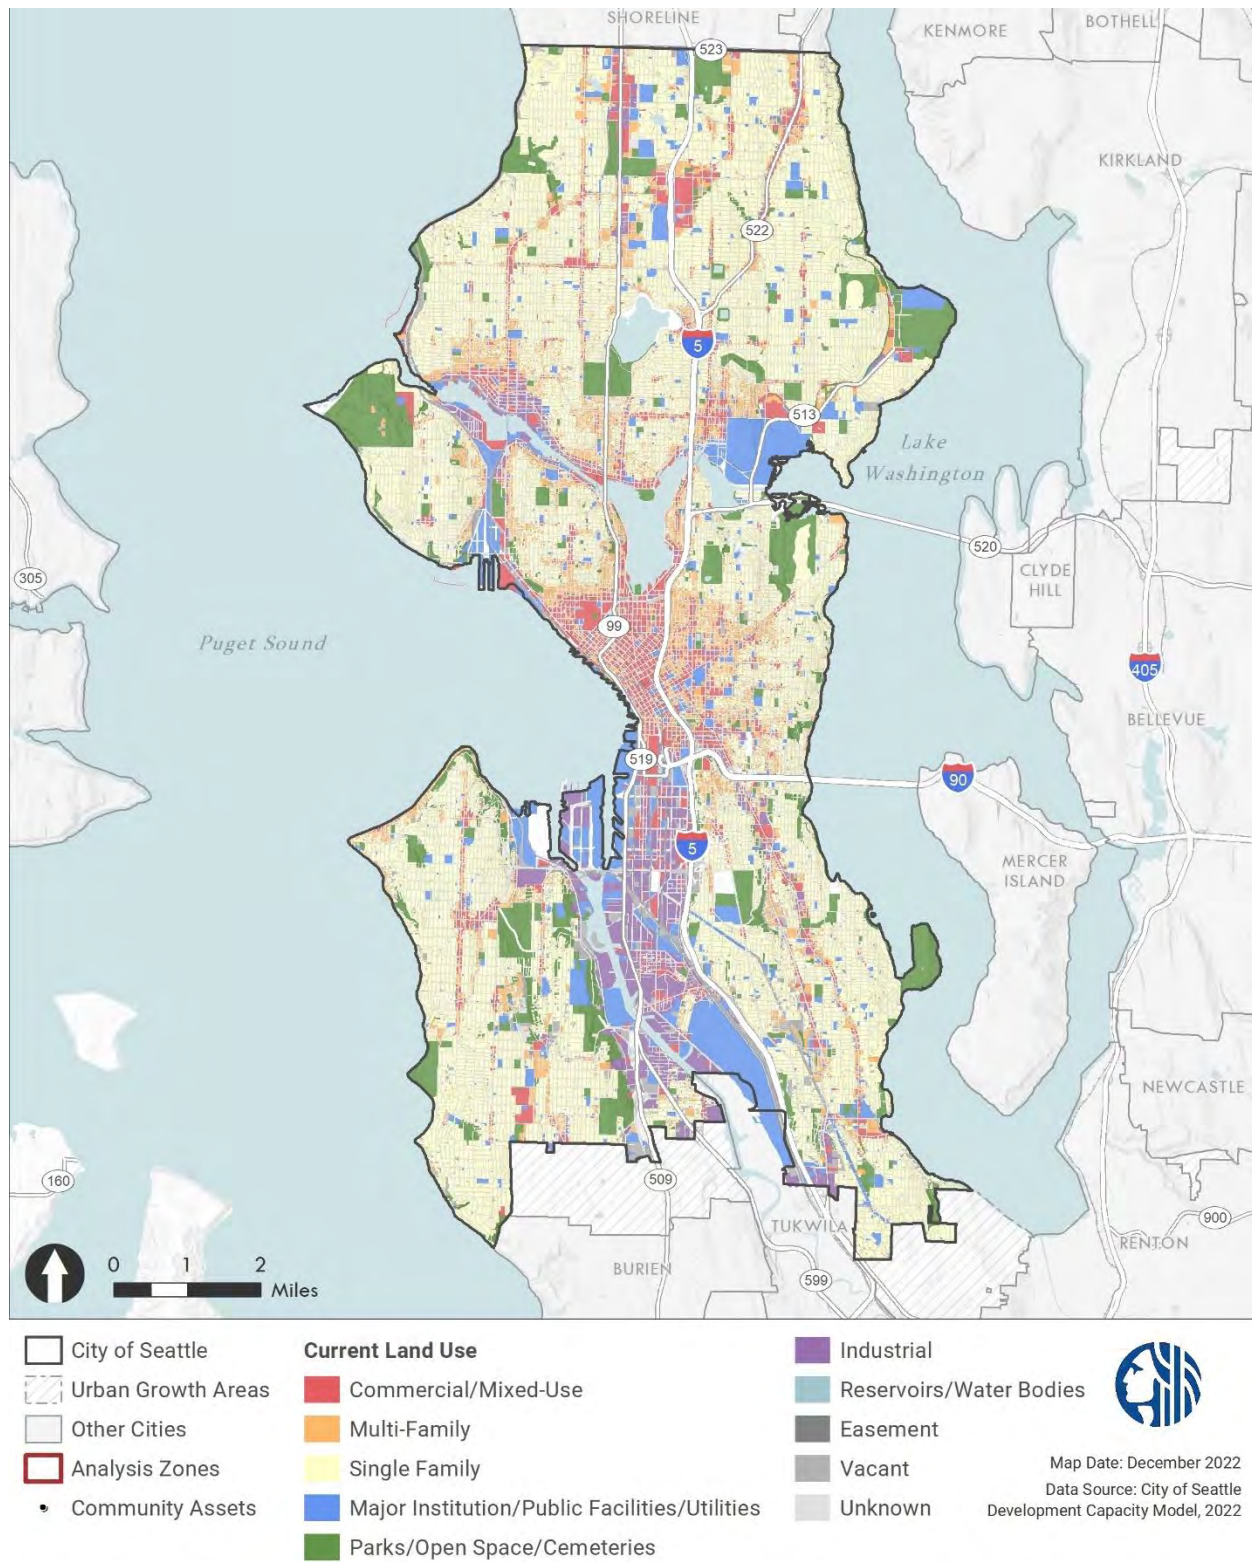 SHORELINE
BOTHELL
KENMORE
523
KIRKLAND
522
5
513
Lake
Washington
520
305
CLYDE
HILL
99
Puget Sound
405
BELLEVUE
519
90
5
MERCER
ISLAND
NEWCASTLE
160
509
900
TUKWILA
RENTON
BURIEN
599
0 1 2
Miles
City of Seattle
Urban Growth Areas
Other Cities
Analysis Zones
Community Assets
Current Land Use
Commercial/Mixed-Use
Multi-Family
Single Family
Major Institution/Public Facilities/Utilities
Parks/Open Space/Cemeteries
Industrial
Reservoirs/Water Bodies
Easement
Vacant
Unknown
Map Date: December 2022
Data Source: City of Seattle
Development Capacity Model, 2022